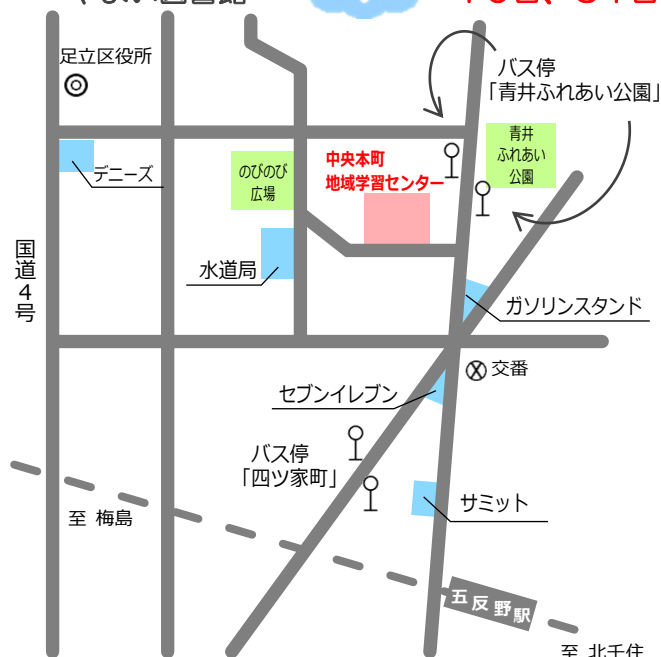 足立区役所
バス停
「青井ふれあい公園」
青井
ふれあい
公園
デニーズ
のびのび
広場
中央本町
地域学習センター
国道4号
水道局
ガソリンスタンド
交番
セブンイレブン
バス停
「四ツ家町」
サミット
至 梅島
五反野駅
至 北千住